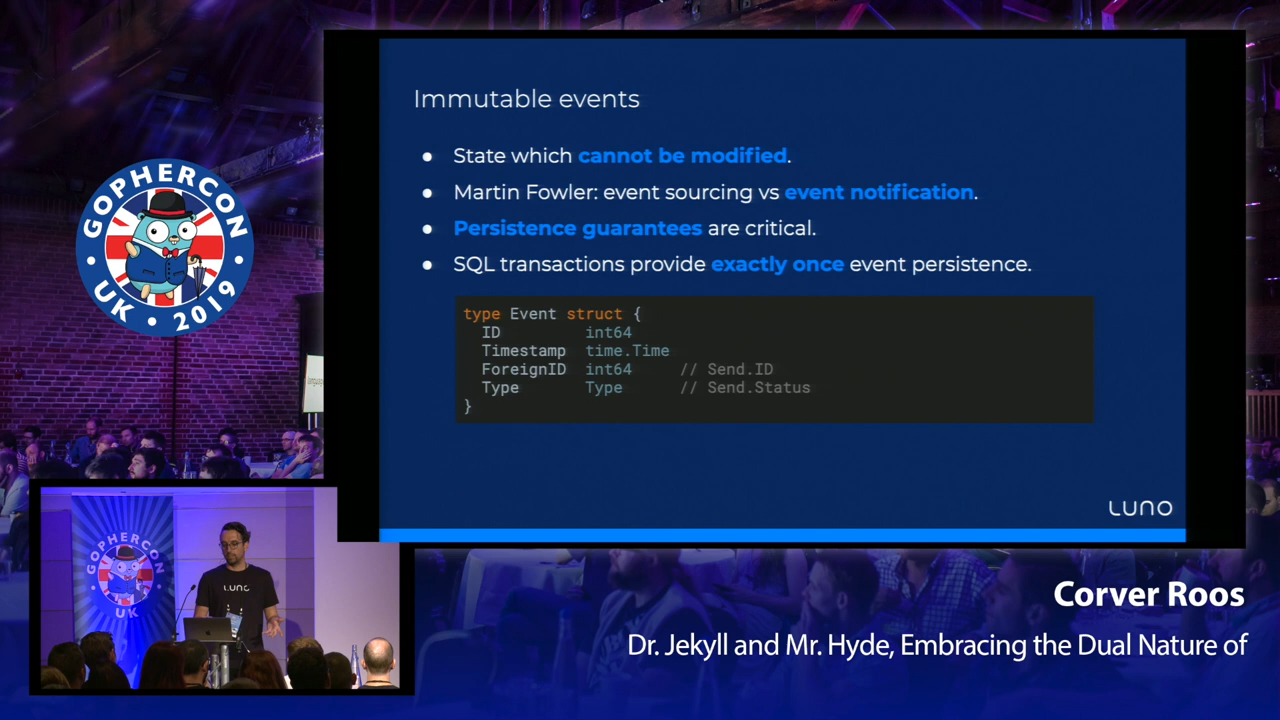 GOPHERCON
UK • 2019
Immutable events
• State which cannot be modified.
• Martin Fowler: event sourcing vs event notification.
• Persistence guarantees are critical.
• SQL transactions provide exactly once event persistence.
type Event struct {
ID int64
Timestamp time.Time
ForeignID int64 // Send.ID
Type Type // Send.Status
}
LUNO
GOPHERCON
UK
LUNO
Corver Roos
Dr. Jekyll and Mr. Hyde, Embracing the Dual Nature of